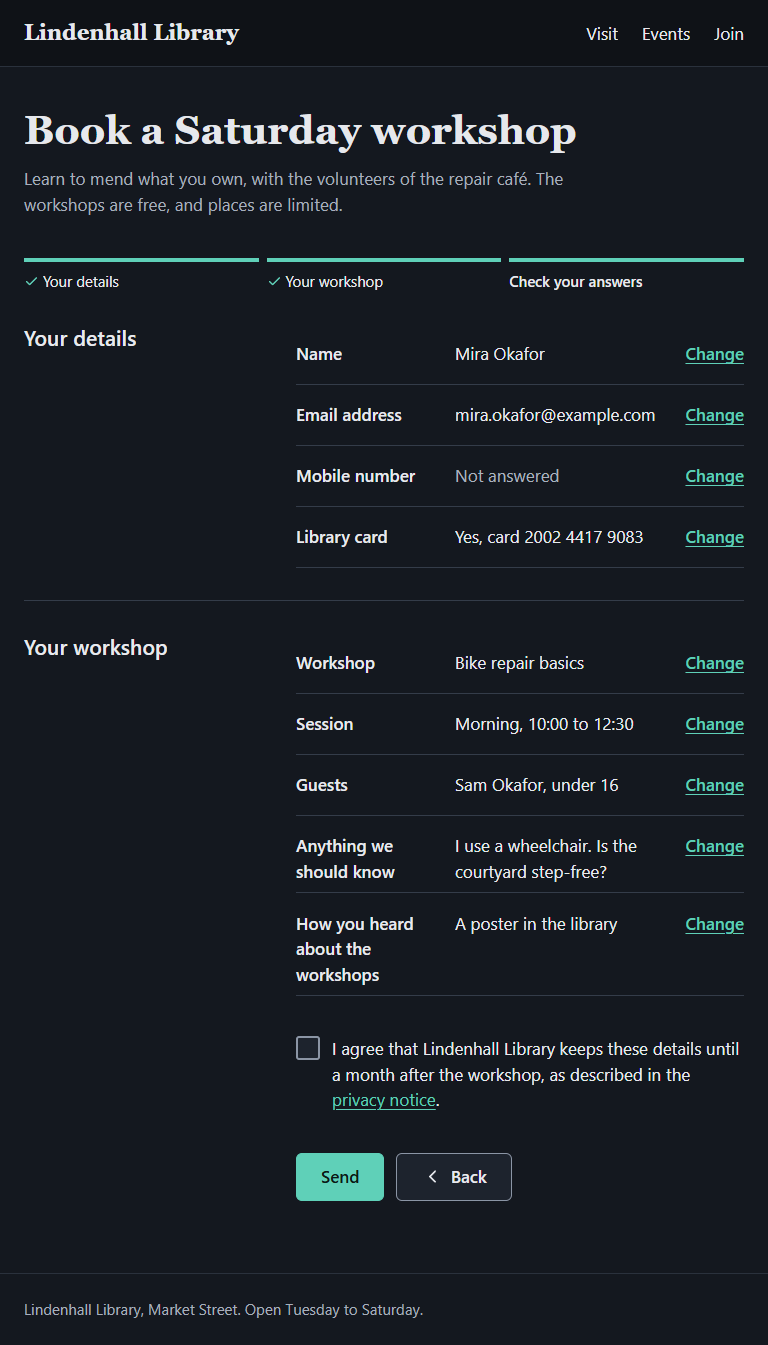 Lindenhall Library
Visit Events Join
Book a Saturday workshop
Learn to mend what you own, with the volunteers of the repair café. The
workshops are free, and places are limited.
Your details
Your workshop
Check your answers
Your details
Name Mira Okafor Change
Email address mira.okafor@example.com Change
Mobile number Not answered Change
Library card Yes, card 2002 4417 9083 Change
Your workshop
Workshop Bike repair basics Change
Session Morning, 10:00 to 12:30 Change
Guests Sam Okafor, under 16 Change
Anything we I use a wheelchair. Is the Change
should know courtyard step-free?
How you heard A poster in the library Change
about the
workshops
I agree that Lindenhall Library keeps these details until
a month after the workshop, as described in the
privacy notice.
Send Back
Lindenhall Library, Market Street. Open Tuesday to Saturday.